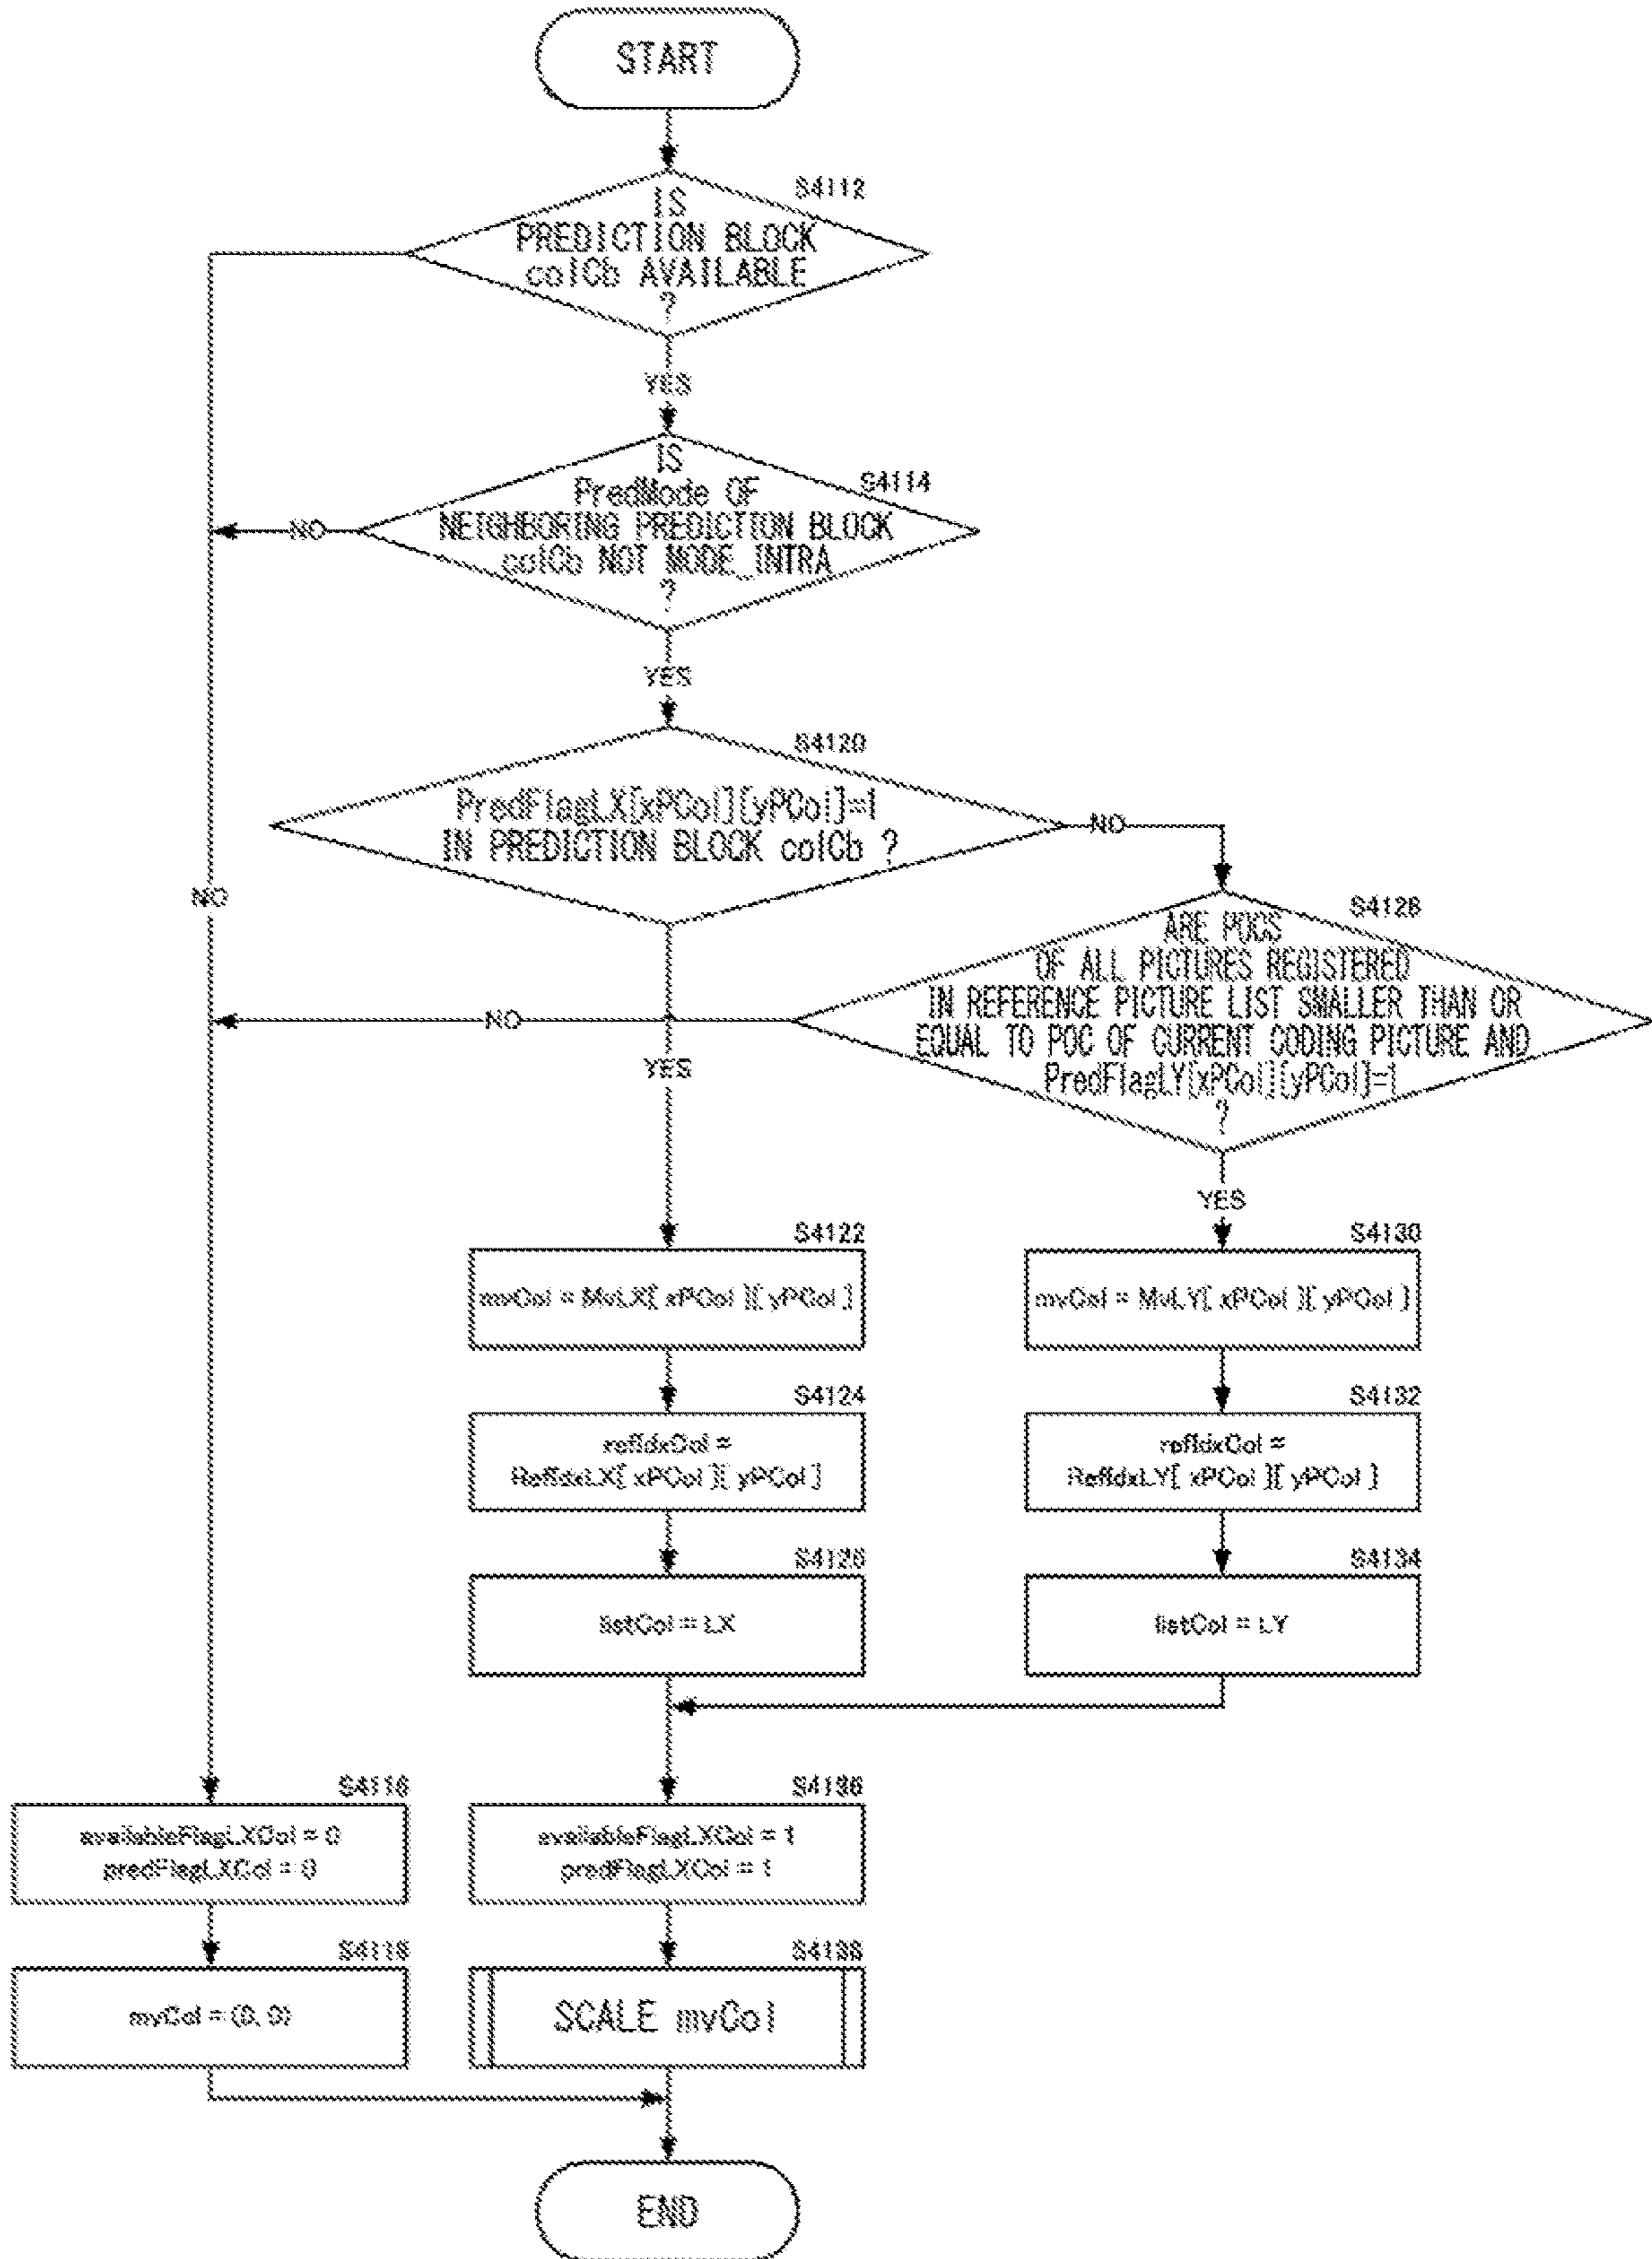 START
S4112
IS
PREDICTION BLOCK
colCb AVAILABLE
?
YES
S4114
IS
PredMode OF
NEIGHBORING PREDICTION BLOCK
colCb NOT MODE_INTRA
?
NO
YES
S4120
PredFlagLX[xPCol][yPCol]=1
IN PREDICTION BLOCK colCb ?
NO
NO
S4128
ARE POCS
OF ALL PICTURES REGISTERED
IN REFERENCE PICTURE LIST SMALLER THAN OR
EQUAL TO POC OF CURRENT CODING PICTURE AND
PredFlagLY[xPCol][yPCol]=1
?
NO
YES
YES
S4122
mvCol = MvLX[ xPCol ][ yPCol ]
S4130
mvCol = MvLY[ xPCol ][ yPCol ]
S4124
refIdxCol =
RefIdxLX[ xPCol ][ yPCol ]
S4132
refIdxCol =
RefIdxLY[ xPCol ][ yPCol ]
S4126
listCol = LX
S4134
listCol = LY
S4116
availableFlagLXCol = 0
predFlagLXCol = 0
S4136
availableFlagLXCol = 1
predFlagLXCol = 1
S4118
mvCol = (0, 0)
S4138
SCALE mvCol
END